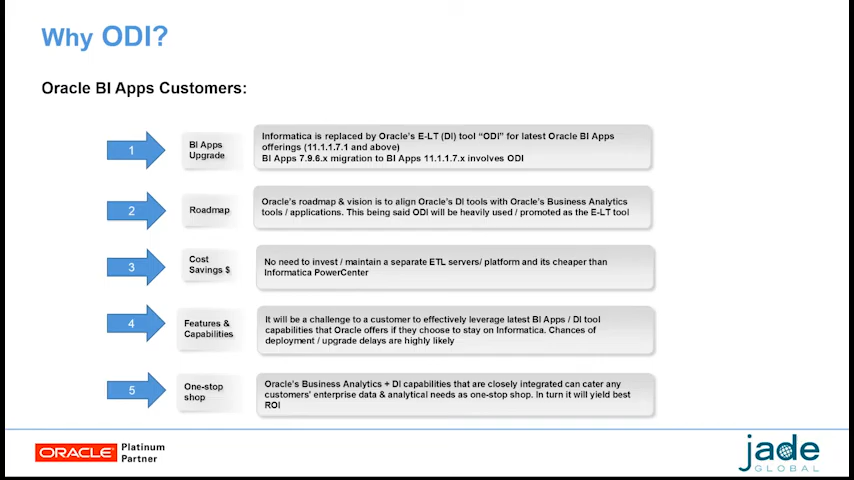 Why ODI?
Oracle BI Apps Customers:
1
BI Apps
Upgrade
Informatica is replaced by Oracle's E-LT (DI) tool "ODI" for latest Oracle BI Apps
offerings (11.1.1.7.1 and above)
BI Apps 7.9.6.x migration to BI Apps 11.1.1.7.x involves ODI
2
Roadmap
Oracle's roadmap & vision is to align Oracle's DI tools with Oracle's Business Analytics
tools / applications. This being said ODI will be heavily used / promoted as the E-LT tool
3
Cost
Savings $
No need to invest / maintain a separate ETL servers/ platform and its cheaper than
Informatica PowerCenter
4
Features &
Capabilities
It will be a challenge to a customer to effectively leverage latest BI Apps / DI tool
capabilities that Oracle offers if they choose to stay on Informatica. Chances of
deployment / upgrade delays are highly likely
5
One-stop
shop
Oracle's Business Analytics + DI capabilities that are closely integrated can cater any
customers' enterprise data & analytical needs as one-stop shop. In turn it will yield best
ROI
ORACLE
Platinum
Partner
jade
GLOBAL